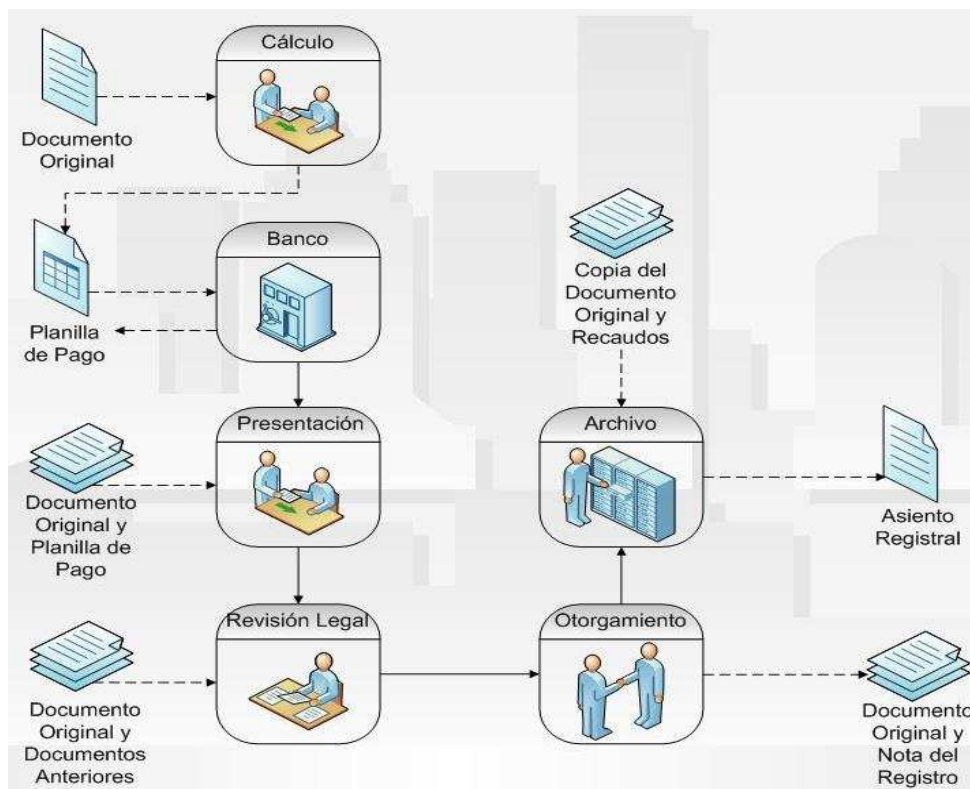 Cálculo
Documento
Original
Banco
Planilla
de Pago
Copia del
Documento
Original y
Recaudos
Presentación
Documento
Original y
Planilla de
Pago
Archivo
Asiento
Registral
Revisión Legal
Documento
Original y
Documentos
Anteriores
Otorgamiento
Documento
Original y
Nota del
Registro